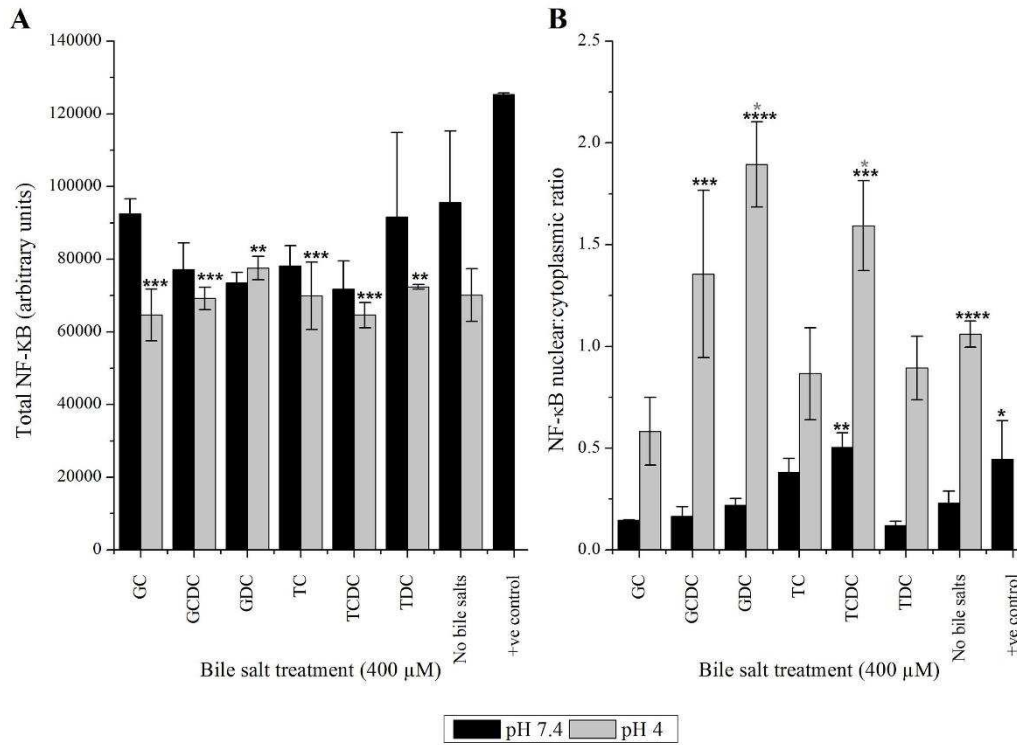 A
B
Total NF-KB (arbitrary units)
140000
120000
100000
80000
60000
40000
20000
0
***
***
**
***
***
**
GC
GCDC
GDC
TC
TCDC
TDC
No bile salts
+ve control
Bile salt treatment (400 µM)
NF-κB nuclear:cytoplasmic ratio
2.5
2.0
1.5
1.0
0.5
0.0
***
*
****
*
***
**
****
*
GC
GCDC
GDC
TC
TCDC
TDC
No bile salts
+ve control
Bile salt treatment (400 µM)
pH 7.4 pH 4